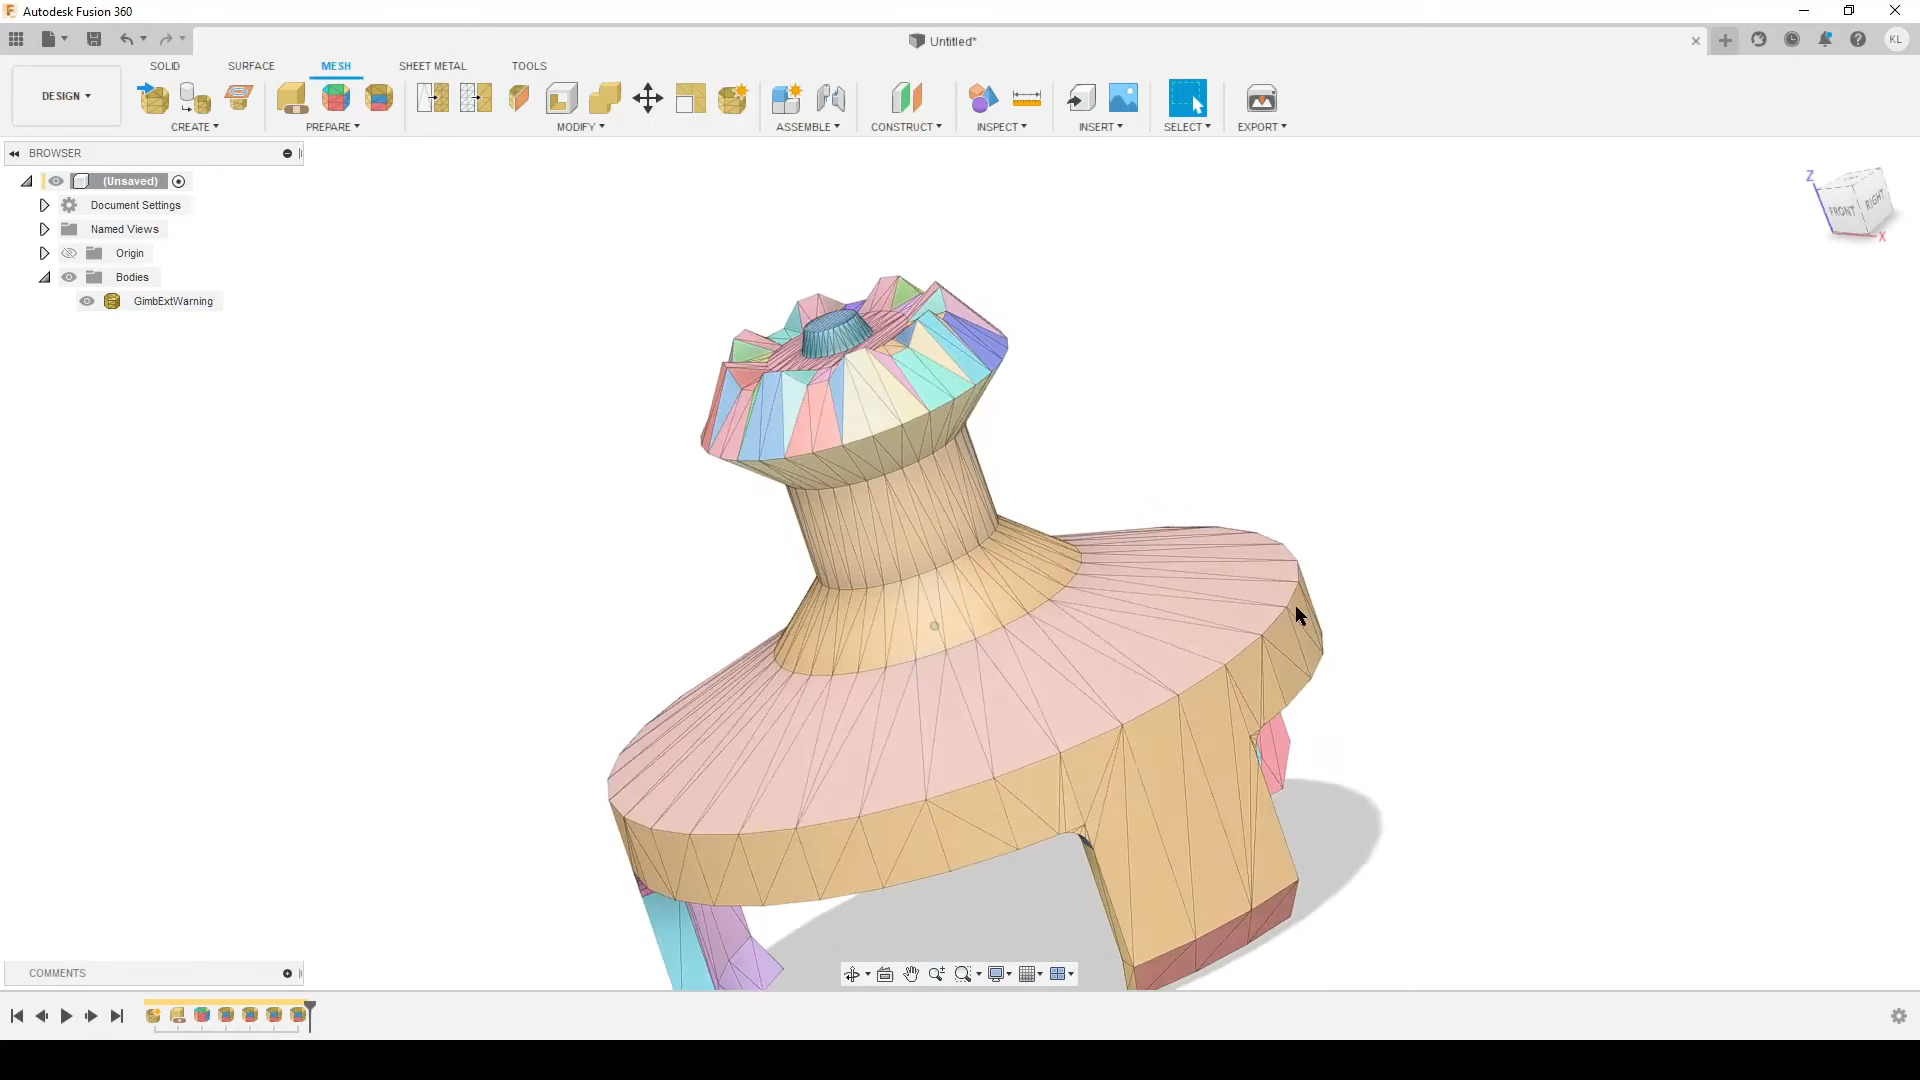 Autodesk Fusion 360
Untitled*
KL
DESIGN
SOLID
SURFACE
MESH
SHEET METAL
TOOLS
CREATE
PREPARE
MODIFY
ASSEMBLE
CONSTRUCT
INSPECT
INSERT
SELECT
EXPORT
BROWSER
(Unsaved)
Document Settings
Named Views
Origin
Bodies
GimbExtWarning
Z
FRONT
RIGHT
X
COMMENTS